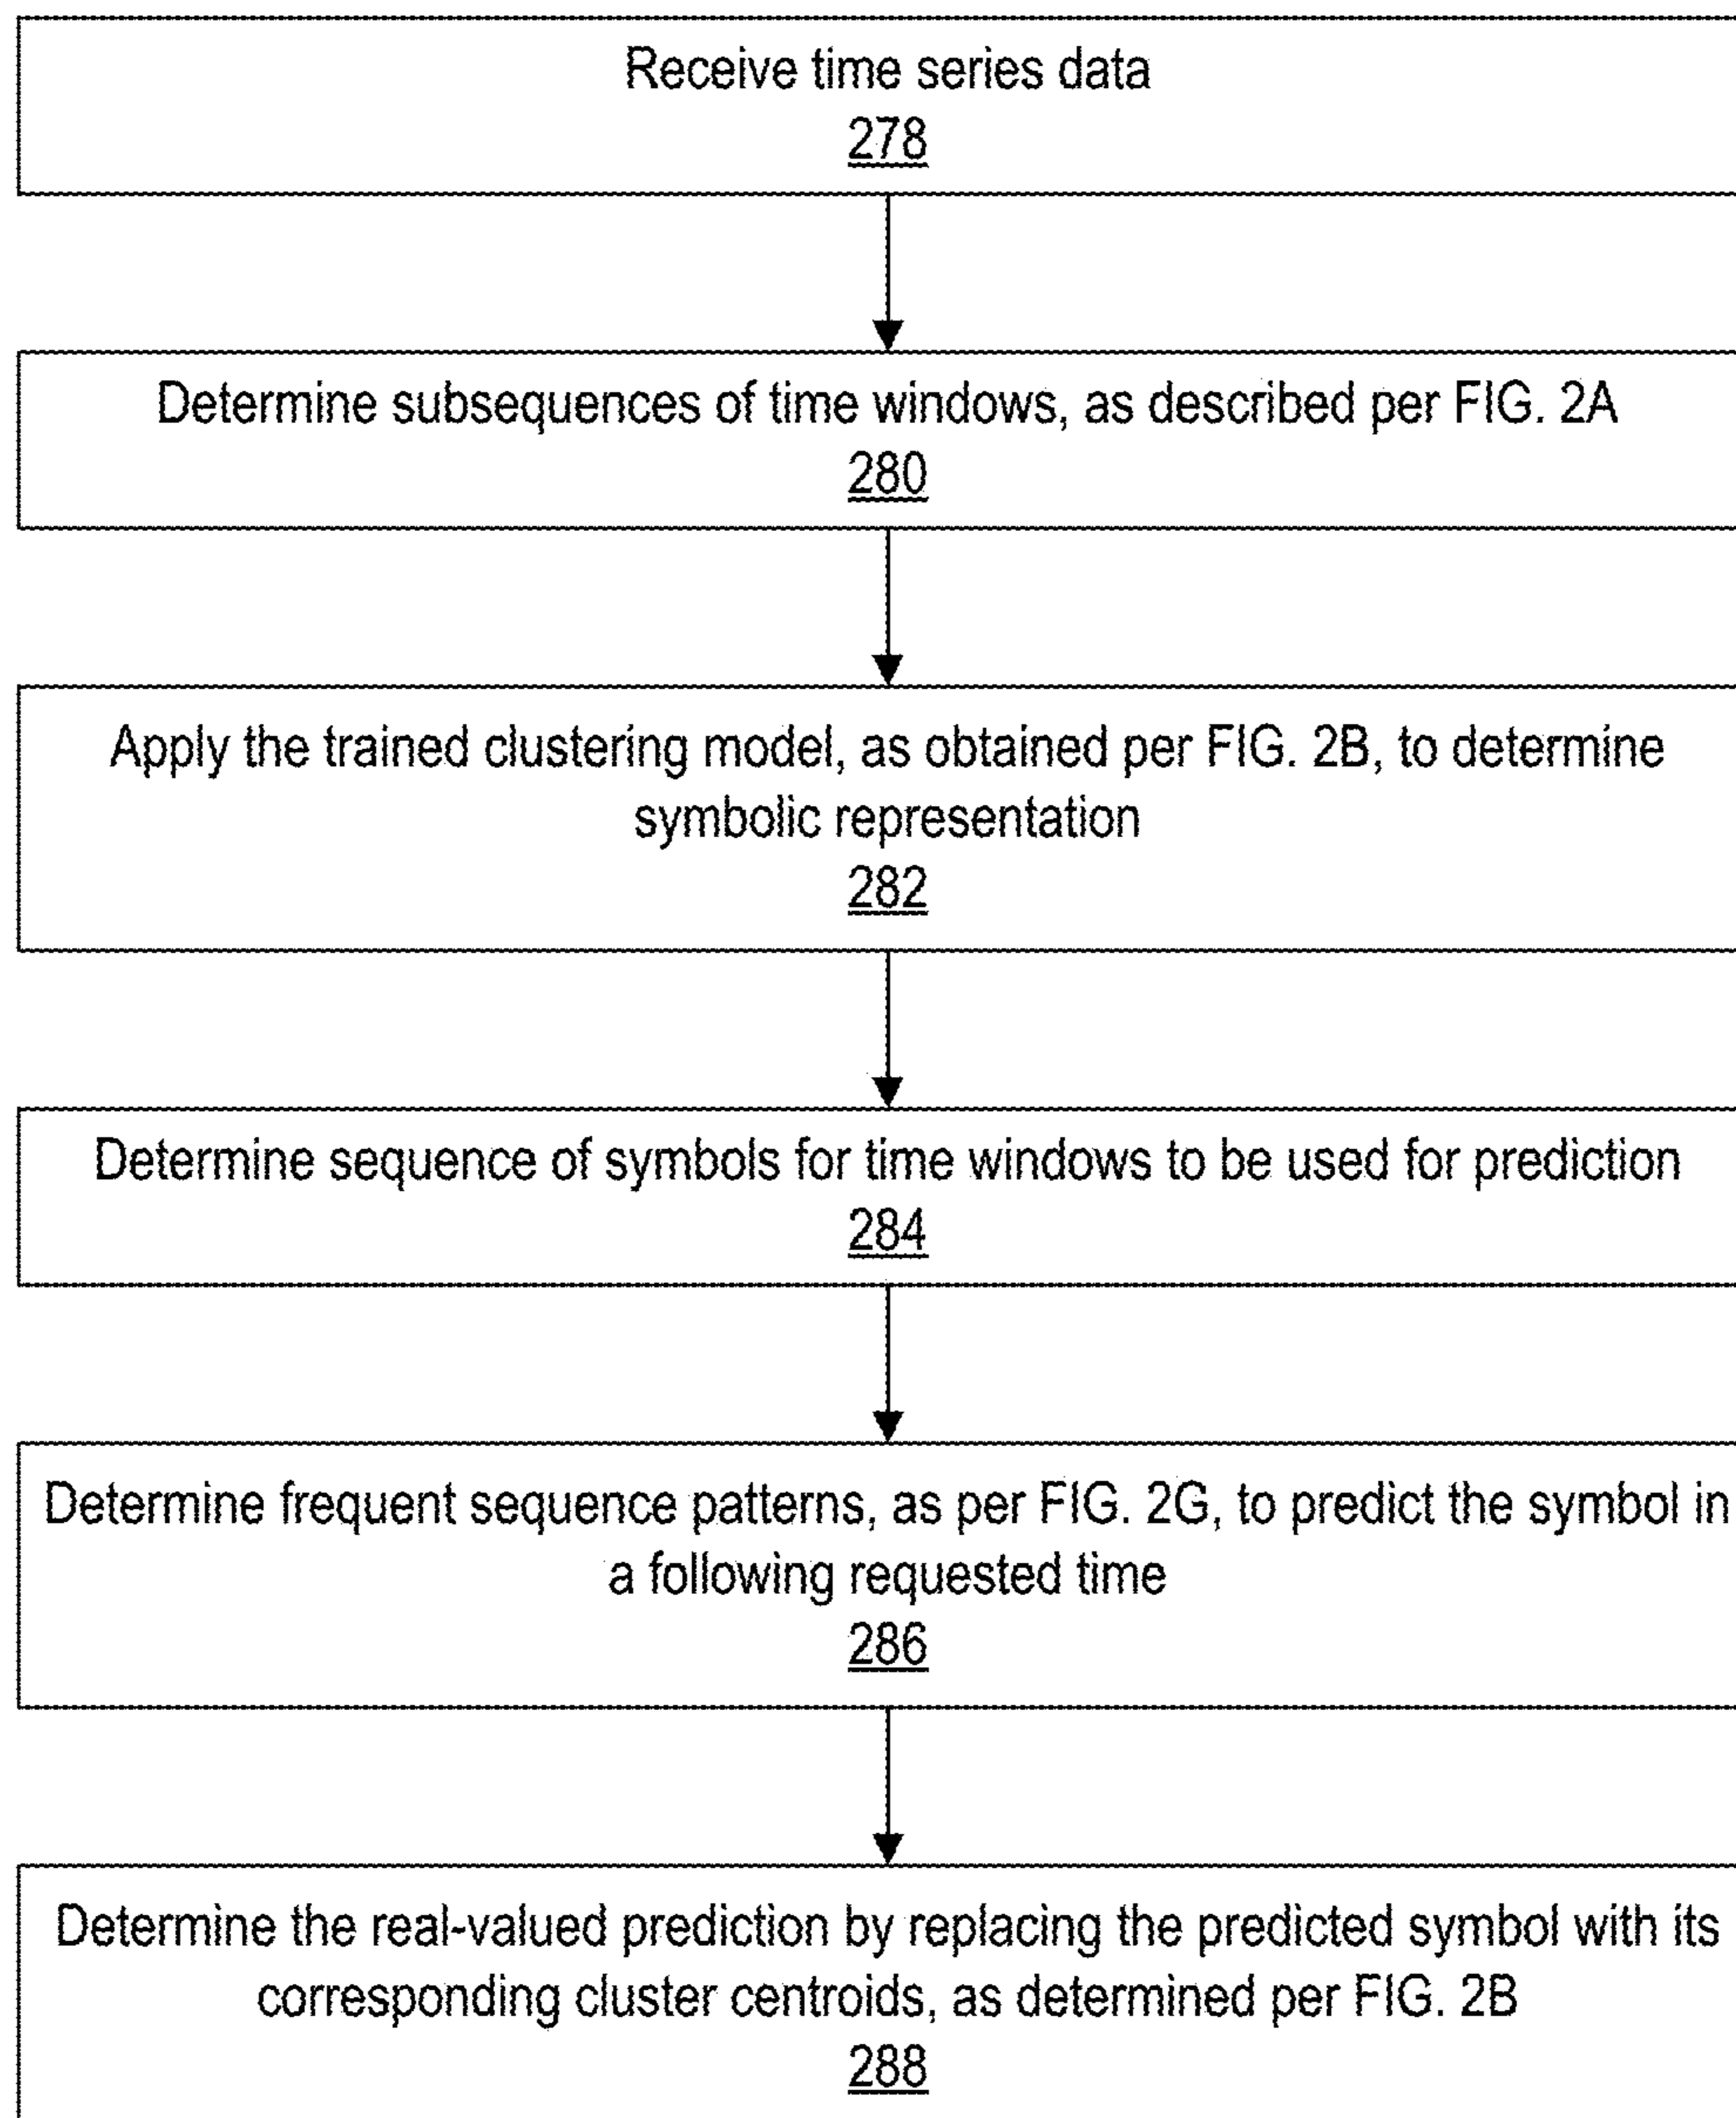 Receive time series data
278
Determine subsequences of time windows, as described per FIG. 2A
280
Apply the trained clustering model, as obtained per FIG. 2B, to determine
symbolic representation
282
Determine sequence of symbols for time windows to be used for prediction
284
Determine frequent sequence patterns, as per FIG. 2G, to predict the symbol in
a following requested time
286
Determine the real-valued prediction by replacing the predicted symbol with its
corresponding cluster centroids, as determined per FIG. 2B
288